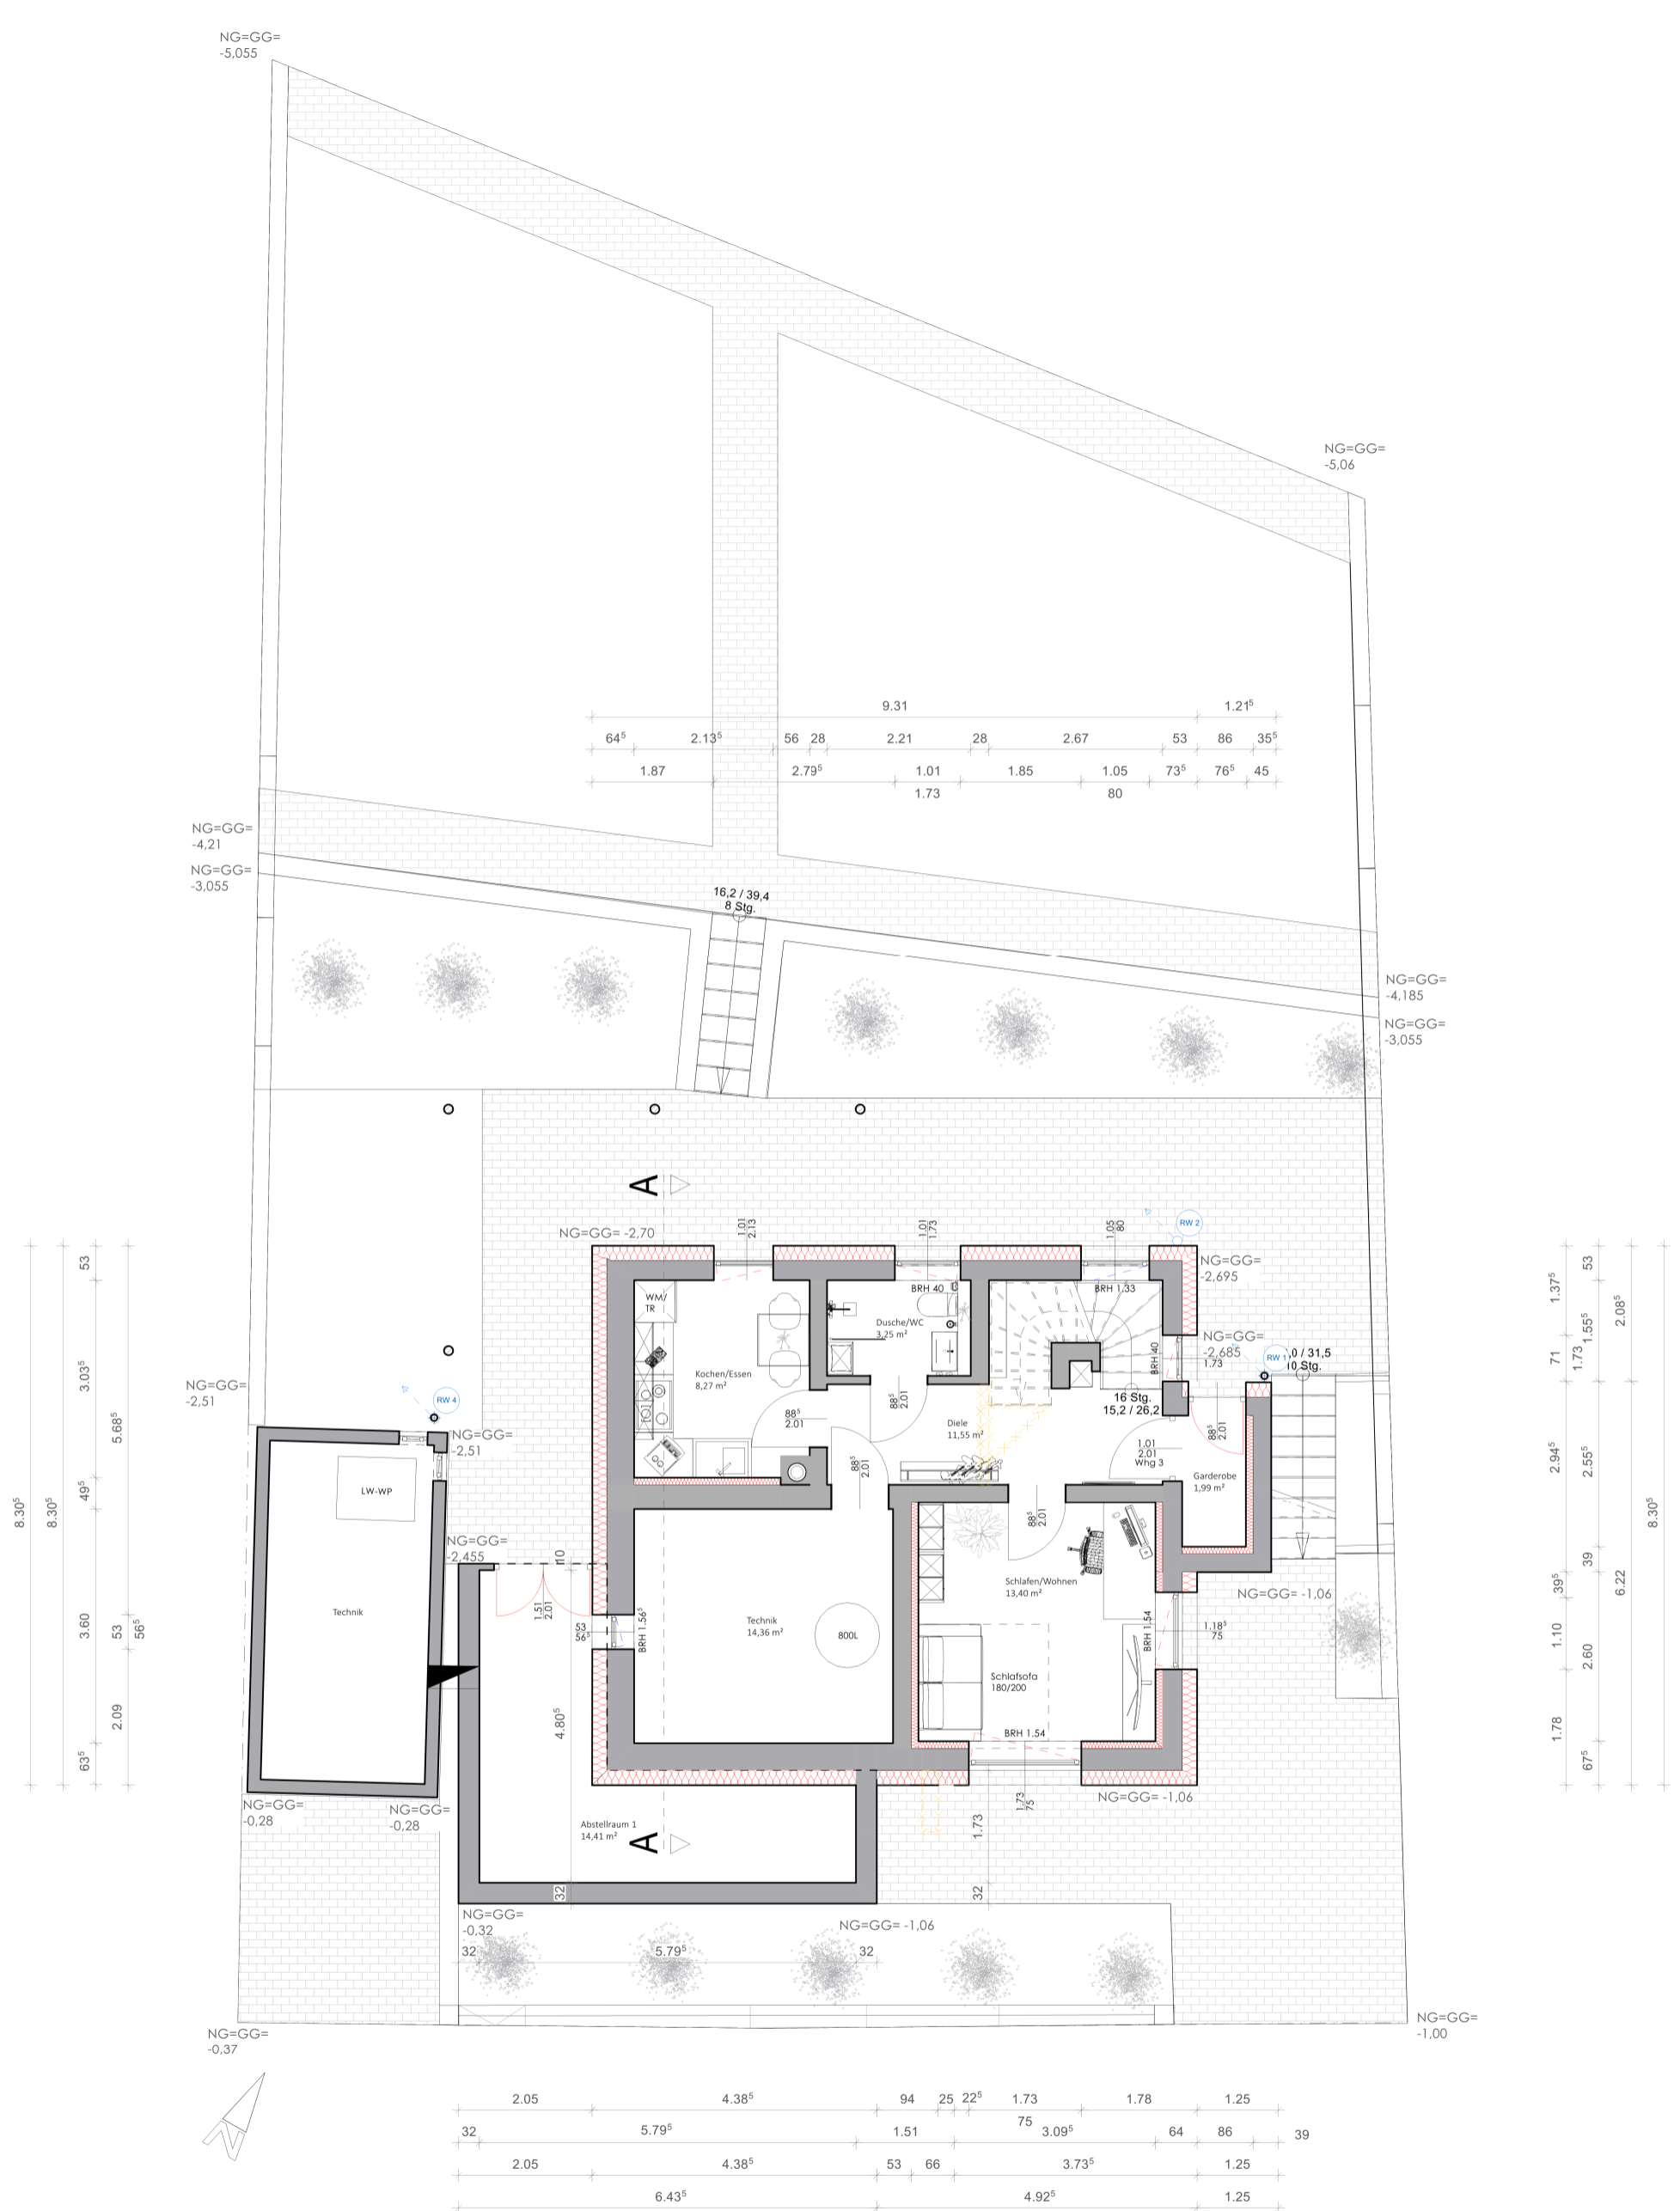 NG=GG=
-5,055
NG=GG=
-5,06
9.31
1.21⁵
64⁵
2.13⁵
56
28
2.21
28
2.67
53
86
35⁵
1.87
2.79⁵
1.01
1.85
1.05
73⁵
76⁵
45
1.73
80
NG=GG=
-4,21
NG=GG=
-3,055
16,2 / 39,4
8 Stg.
NG=GG=
-4,185
NG=GG=
-3,055
A
NG=GG= -2,70
1.01
2.13
1.01
1.73
1.05
80
RW 2
NG=GG=
-2,695
WM/
TR
BRH 40
BRH 1.33
Dusche/WC
3,25 m²
Kochen/Essen
8,27 m²
BRH 40
NG=GG=
-2,685
1.73
RW 1
,0 / 31,5
10 Stg.
NG=GG=
-2,51
RW 4
88⁵
2.01
88⁵
2.01
16 Stg.
15,2 / 26,2
Diele
11,55 m²
88⁵
2.01
1.01
2.01
Whg 3
88⁵
2.01
Garderobe
1,99 m²
NG=GG=
-2,51
LW-WP
88⁵
2.01
NG=GG=
-2,455
10
Schlafen/Wohnen
13,40 m²
NG=GG= -1,06
Technik
1.51
2.01
53
56⁵
BRH 1.56⁵
Technik
14,36 m²
800L
BRH 1.54
1.18⁵
75
Schlafsofa
180/200
4.80⁵
BRH 1.54
NG=GG=
-0,28
NG=GG=
-0,28
1.73
75
1.73
NG=GG= -1,06
Abstellraum 1
14,41 m²
A
32
32
NG=GG=
-0,32
NG=GG= -1,06
32
5.79⁵
32
NG=GG=
-0,37
NG=GG=
-1,00
8.30⁵
8.30⁵
53
3.03⁵
49⁵
3.60
63⁵
5.68⁵
53
56⁵
2.09
1.37⁵
71
1.73
2.94⁵
39⁵
1.10
1.78
53
1.55⁵
2.55⁵
39
2.60
67⁵
2.08⁵
6.22
8.30⁵
N
2.05
4.38⁵
94
25
22⁵
1.73
1.78
1.25
75
32
5.79⁵
1.51
3.09⁵
64
86
39
2.05
4.38⁵
53
66
3.73⁵
1.25
6.43⁵
4.92⁵
1.25